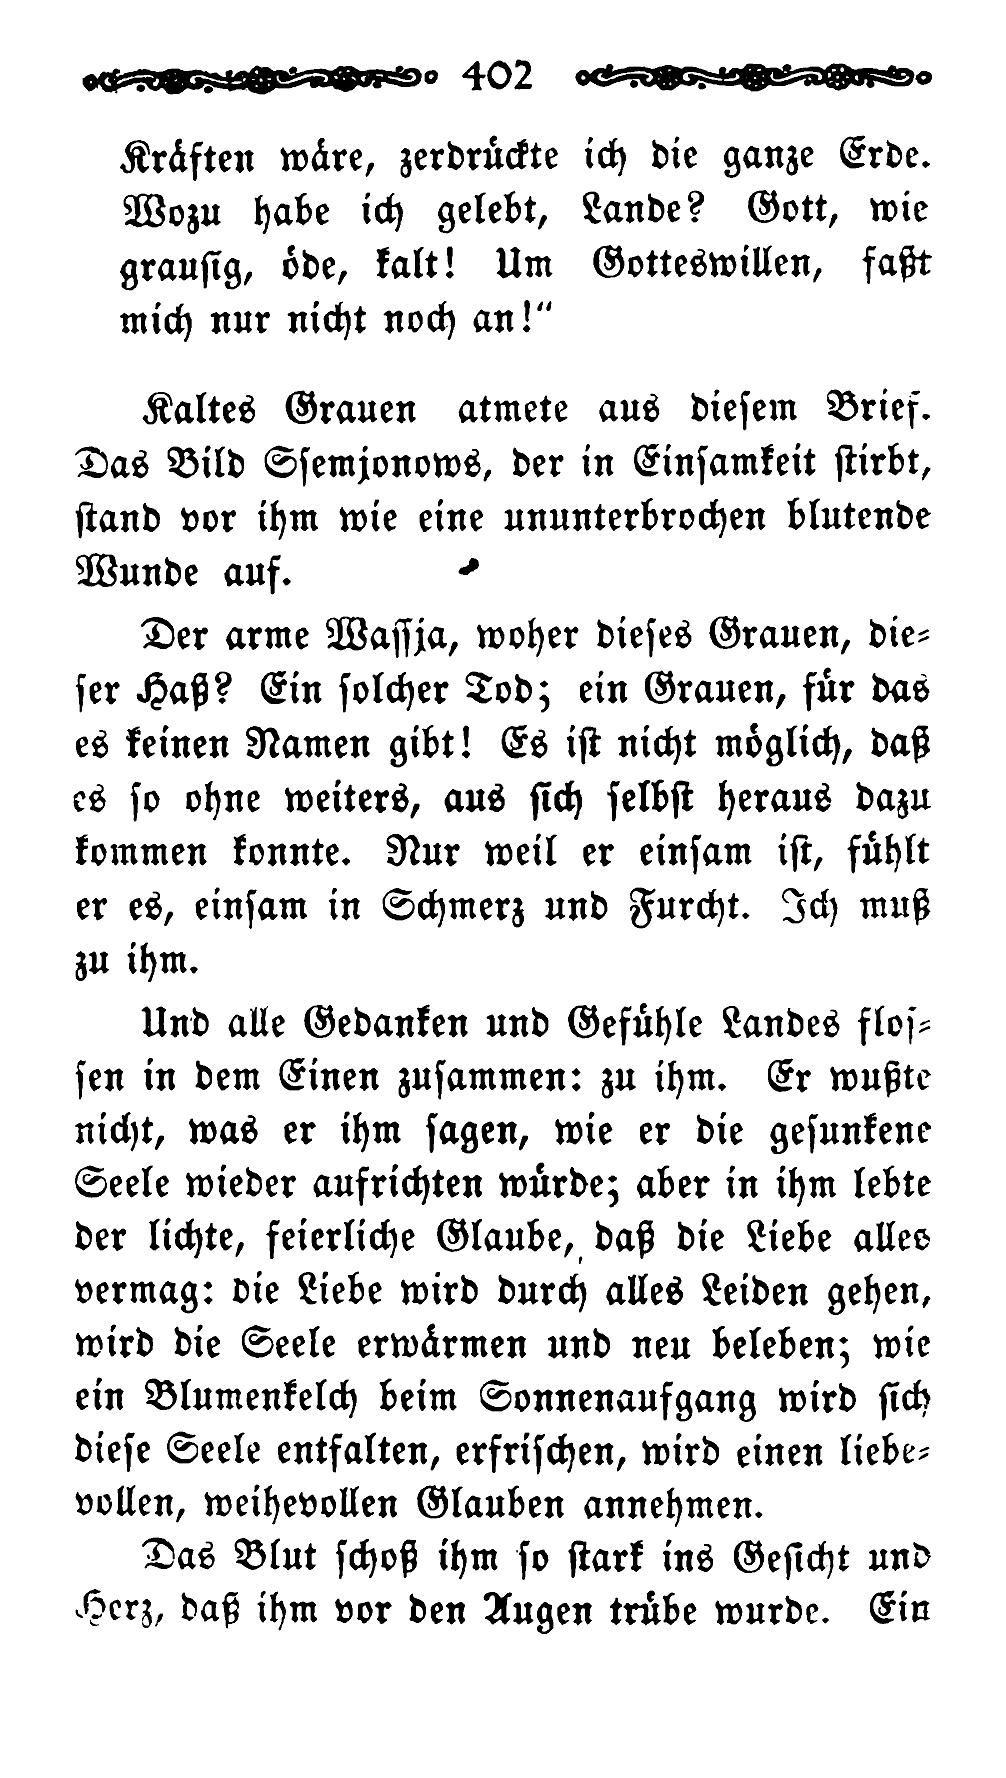 402
Kräften wäre, zerdrückte ich die ganze Erde.
Wozu habe ich gelebt, Lande? Gott, wie
grausig, öde, kalt! Um Gotteswillen, faßt
mich nur nicht noch an!“
Kaltes Grauen atmete aus diesem Brief.
Das Bild Ssemjonows, der in Einsamkeit stirbt,
stand vor ihm wie eine ununterbrochen blutende
Wunde auf.
Der arme Wassja, woher dieses Grauen, die-
ser Haß? Ein solcher Tod; ein Grauen, für das
es keinen Namen gibt! Es ist nicht möglich, daß
es so ohne weiters, aus sich selbst heraus dazu
kommen konnte. Nur weil er einsam ist, fühlt
er es, einsam in Schmerz und Furcht. Ich muß
zu ihm.
Und alle Gedanken und Gefühle Landes flos-
sen in dem Einen zusammen: zu ihm. Er wußte
nicht, was er ihm sagen, wie er die gesunkene
Seele wieder aufrichten würde; aber in ihm lebte
der lichte, feierliche Glaube, daß die Liebe alles
vermag: die Liebe wird durch alles Leiden gehen,
wird die Seele erwärmen und neu beleben; wie
ein Blumenkelch beim Sonnenaufgang wird sich
diese Seele entfalten, erfrischen, wird einen liebe-
vollen, weihevollen Glauben annehmen.
Das Blut schoß ihm so stark ins Gesicht und
Herz, daß ihm vor den Augen trübe wurde. Ein